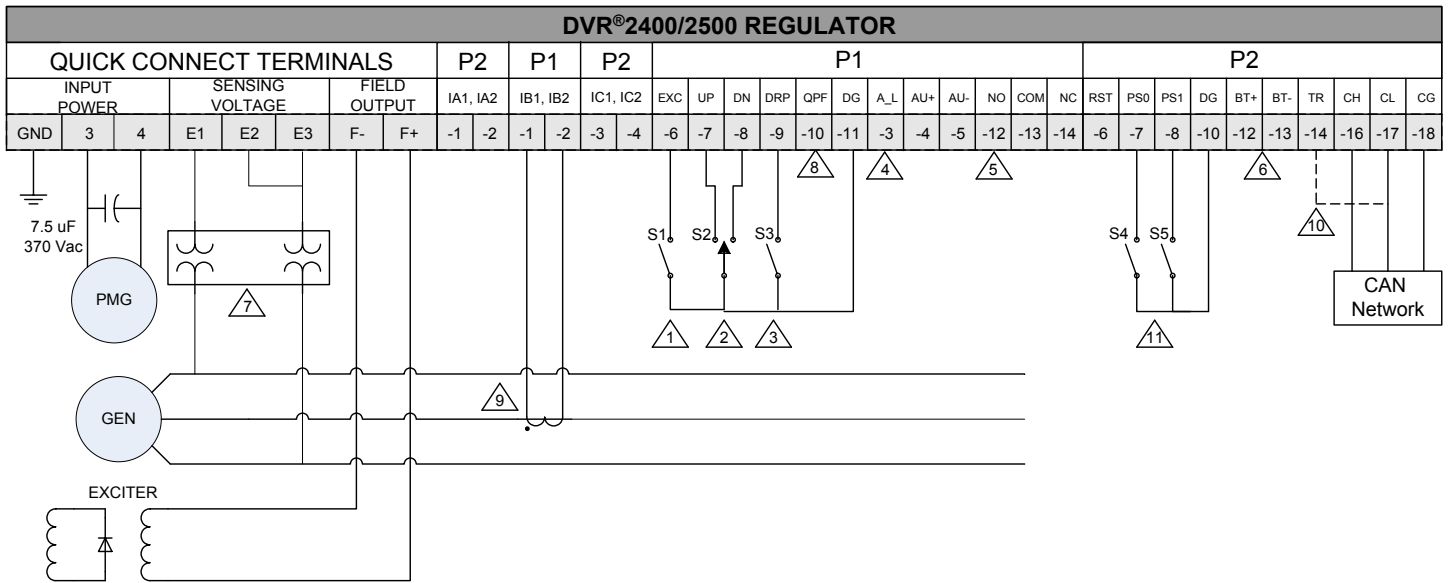 DVR®2400/2500 REGULATOR
QUICK CONNECT TERMINALS P2 P1 P2 P1 P2
INPUT POWER SENSING VOLTAGE FIELD OUTPUT IA1, IA2 IB1, IB2 IC1, IC2 EXC UP DN DRP QPF DG A_L AU+ AU- NO COM NC RST PS0 PS1 DG BT+ BT- TR CH CL CG
GND 3 4 E1 E2 E3 F- F+ -1 -2 -1 -2 -3 -4 -6 -7 -8 -9 -10 -11 -3 -4 -5 -12 -13 -14 -6 -7 -8 -10 -12 -13 -14 -16 -17 -18
8 4 5 6
7.5 uF
370 Vac
10
S1 S2 S3 S4 S5
CAN
Network
PMG
7
1 2 3 11
9
GEN
EXCITER